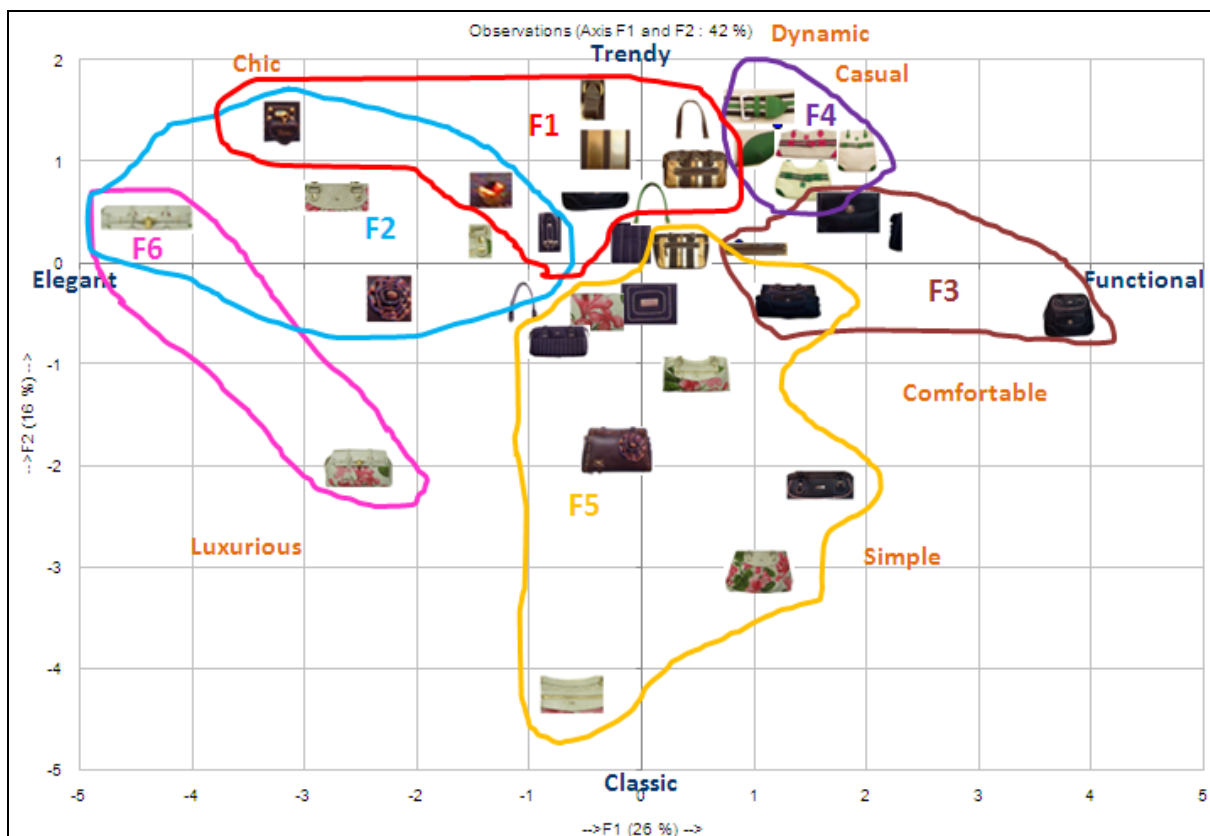 Observations (Axis F1 and F2 : 42 %)
Dynamic
Trendy
Chic
Casual
F1
F4
F2
F6
Elegant
Functional
F3
Comfortable
F5
Luxurious
Simple
Classic
2
1
0
-1
-2
-3
-4
-5
-->F2 (16 %) -->
-5 -4 -3 -2 -1 0 1 2 3 4 5
-->F1 (26 %) -->